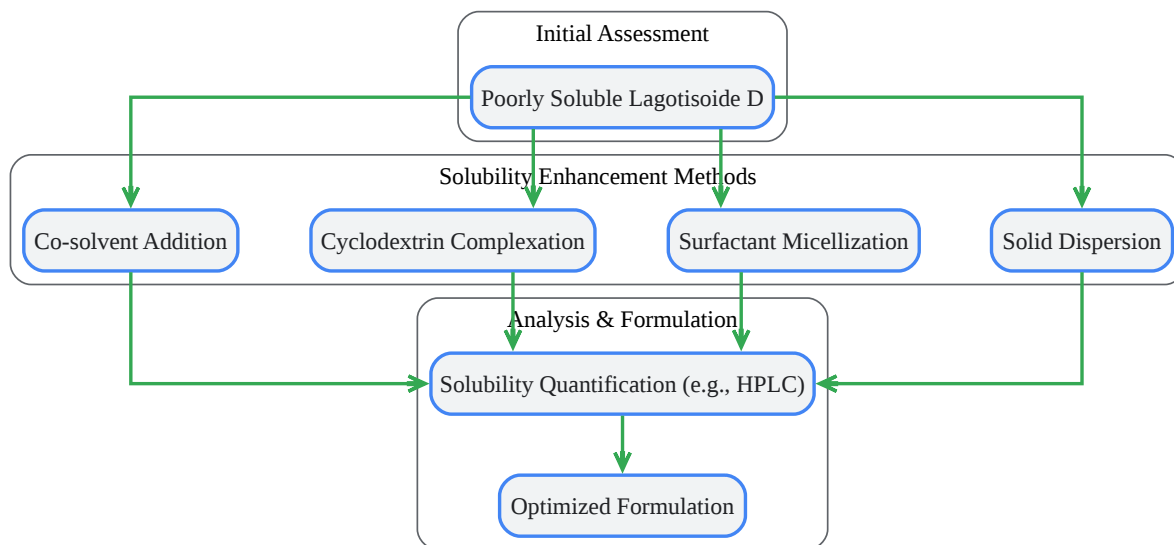 Initial Assessment
Poorly Soluble Lagotisoide D
Solubility Enhancement Methods
Co-solvent Addition
Cyclodextrin Complexation
Surfactant Micellization
Solid Dispersion
Analysis & Formulation
Solubility Quantification (e.g., HPLC)
Optimized Formulation